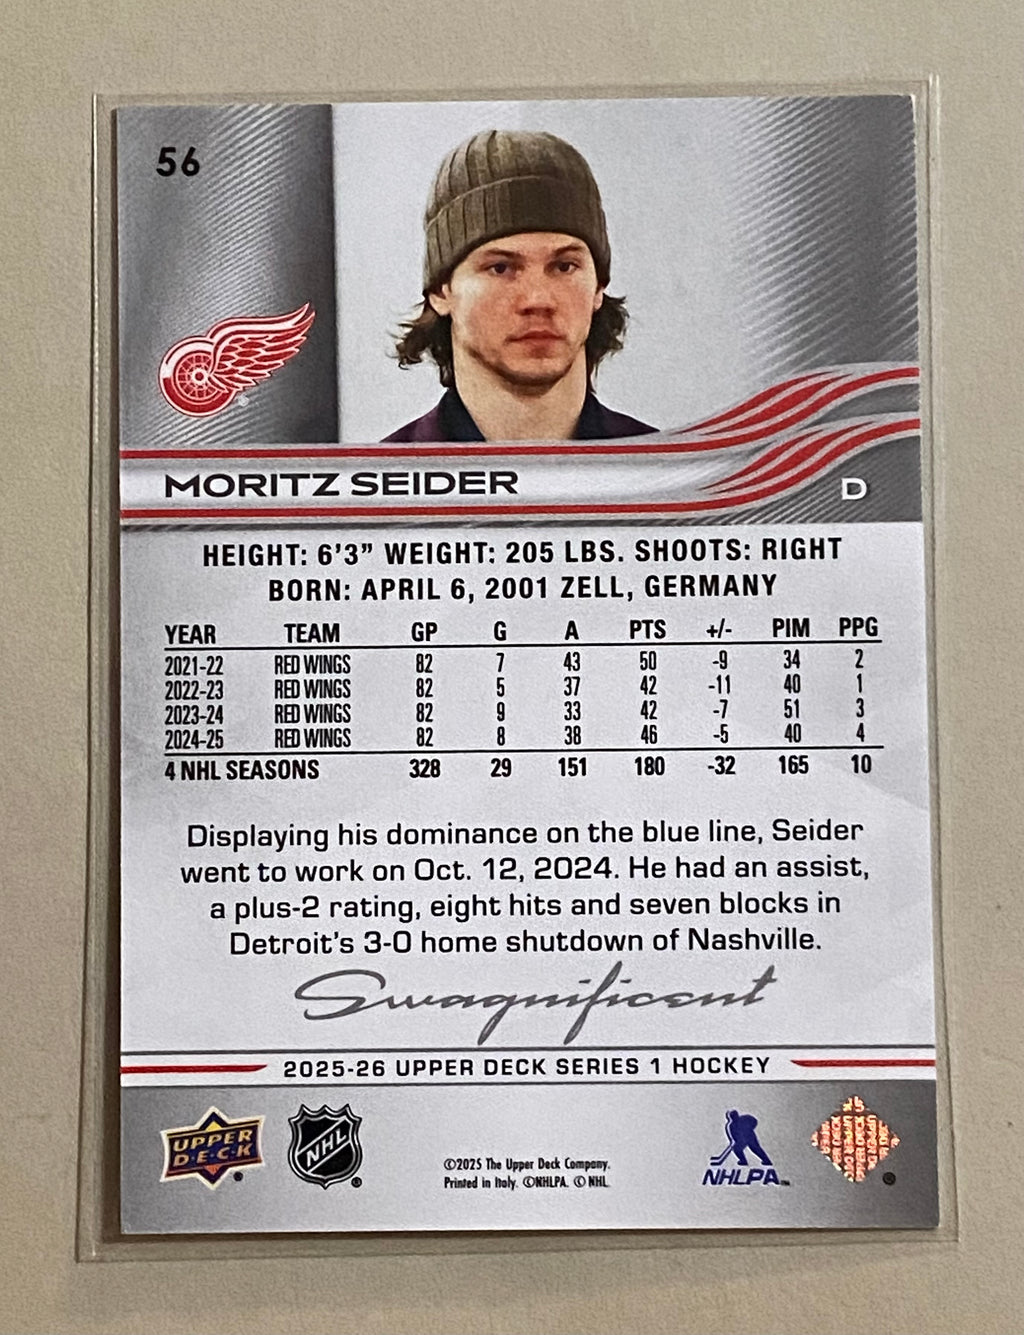 56
MORITZ SEIDER
D
HEIGHT: 6'3" WEIGHT: 205 LBS. SHOOTS: RIGHT
BORN: APRIL 6, 2001 ZELL, GERMANY
YEAR TEAM GP G A PTS +/- PIM PPG
2021-22 RED WINGS 82 7 43 50 -9 34 2
2022-23 RED WINGS 82 5 37 42 -11 40 1
2023-24 RED WINGS 82 9 33 42 -7 51 3
2024-25 RED WINGS 82 8 38 46 -5 40 4
4 NHL SEASONS 328 29 151 180 -32 165 10
Displaying his dominance on the blue line, Seider
went to work on Oct. 12, 2024. He had an assist,
a plus-2 rating, eight hits and seven blocks in
Detroit's 3-0 home shutdown of Nashville.
Swagnificent
2025-26 UPPER DECK SERIES 1 HOCKEY
UPPER
D·E·C·K
NHL
©2025 The Upper Deck Company.
Printed in Italy. ©NHLPA. © NHL
NHLPA